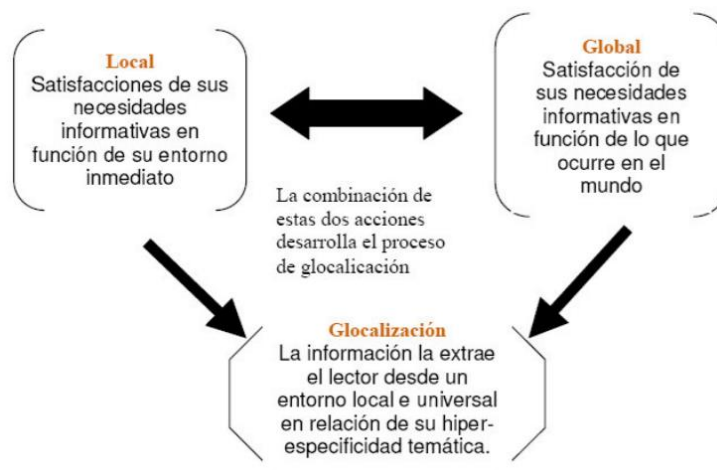 Local
Satisfacciones de sus
necesidades
informativas en
función de su entorno
inmediato
Global
Satisfacción de
sus necesidades
informativas en
función de lo que
ocurre en el
mundo
La combinación de
estas dos acciones
desarrolla el proceso
de glocalicación
Glocalización
La información la extrae
el lector desde un
entorno local e universal
en relación de su hiper-
especificidad temática.